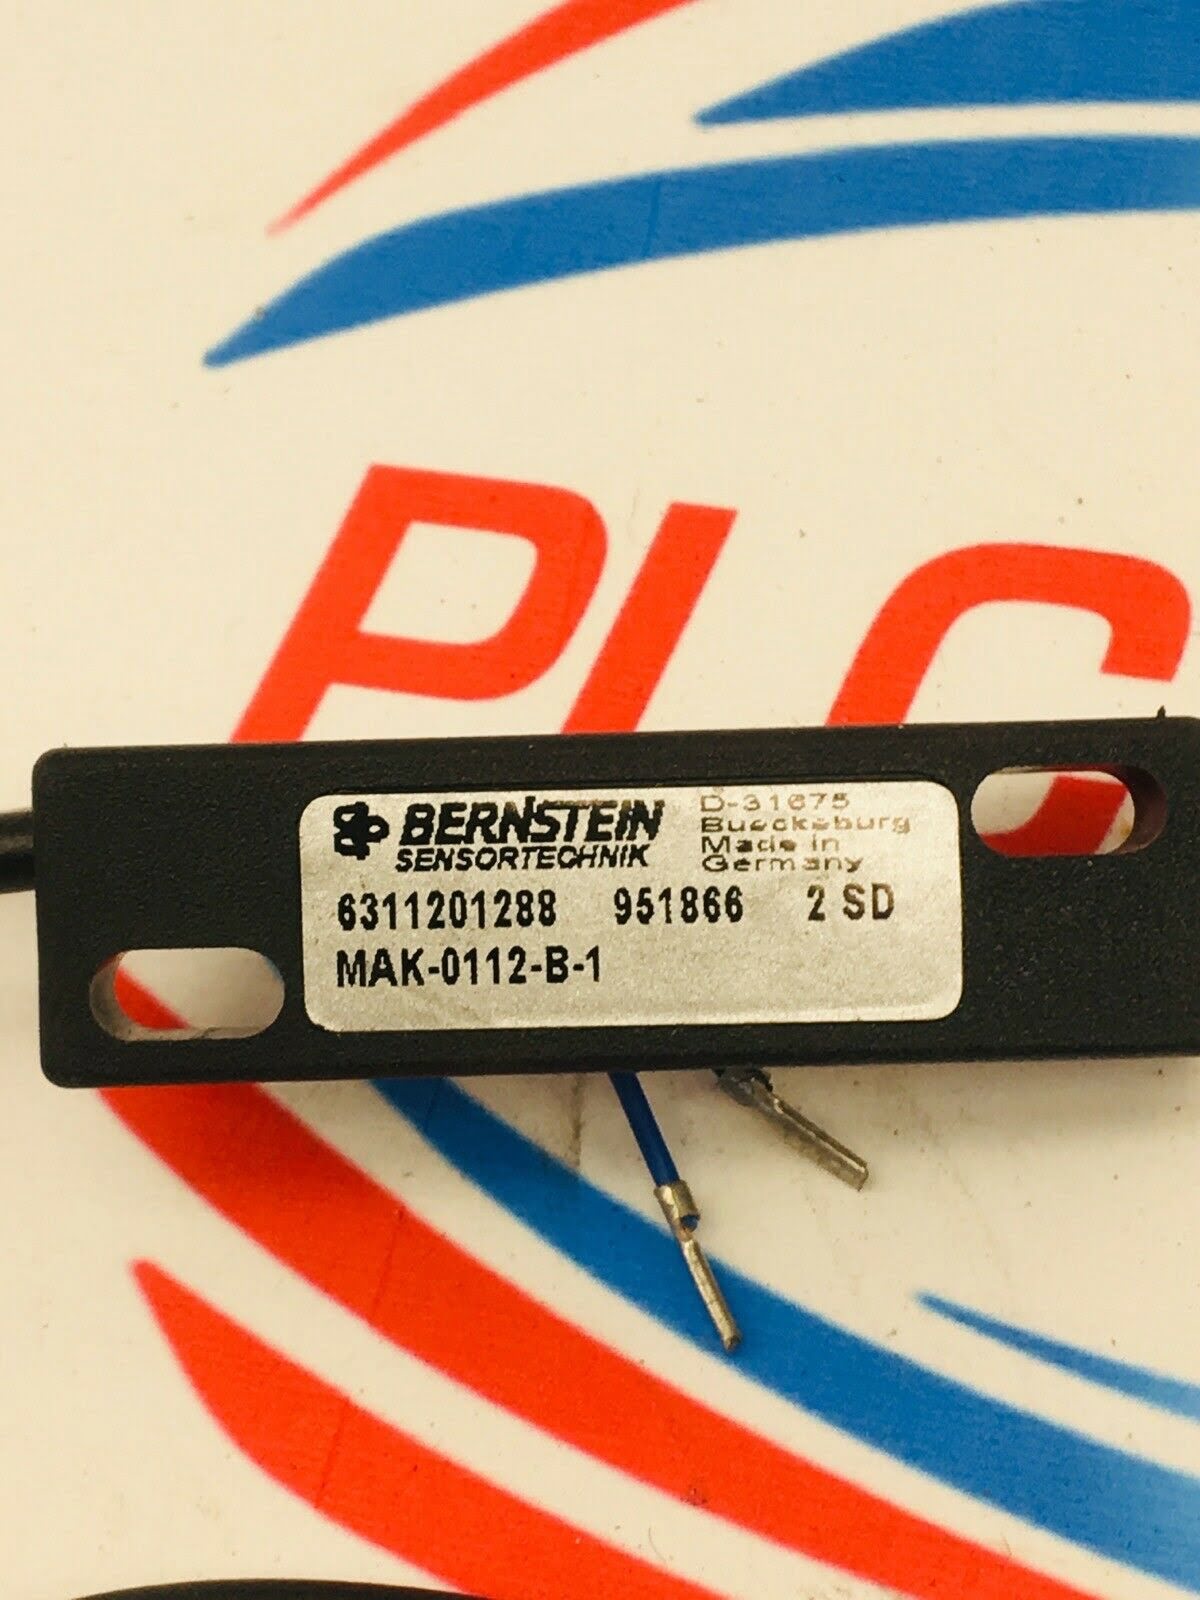 PLC
BERNSTEIN
SENSORTECHNIK
D-31675
Bueckeburg
Made in
Germany
6311201288 951866 2 SD
MAK-0112-B-1